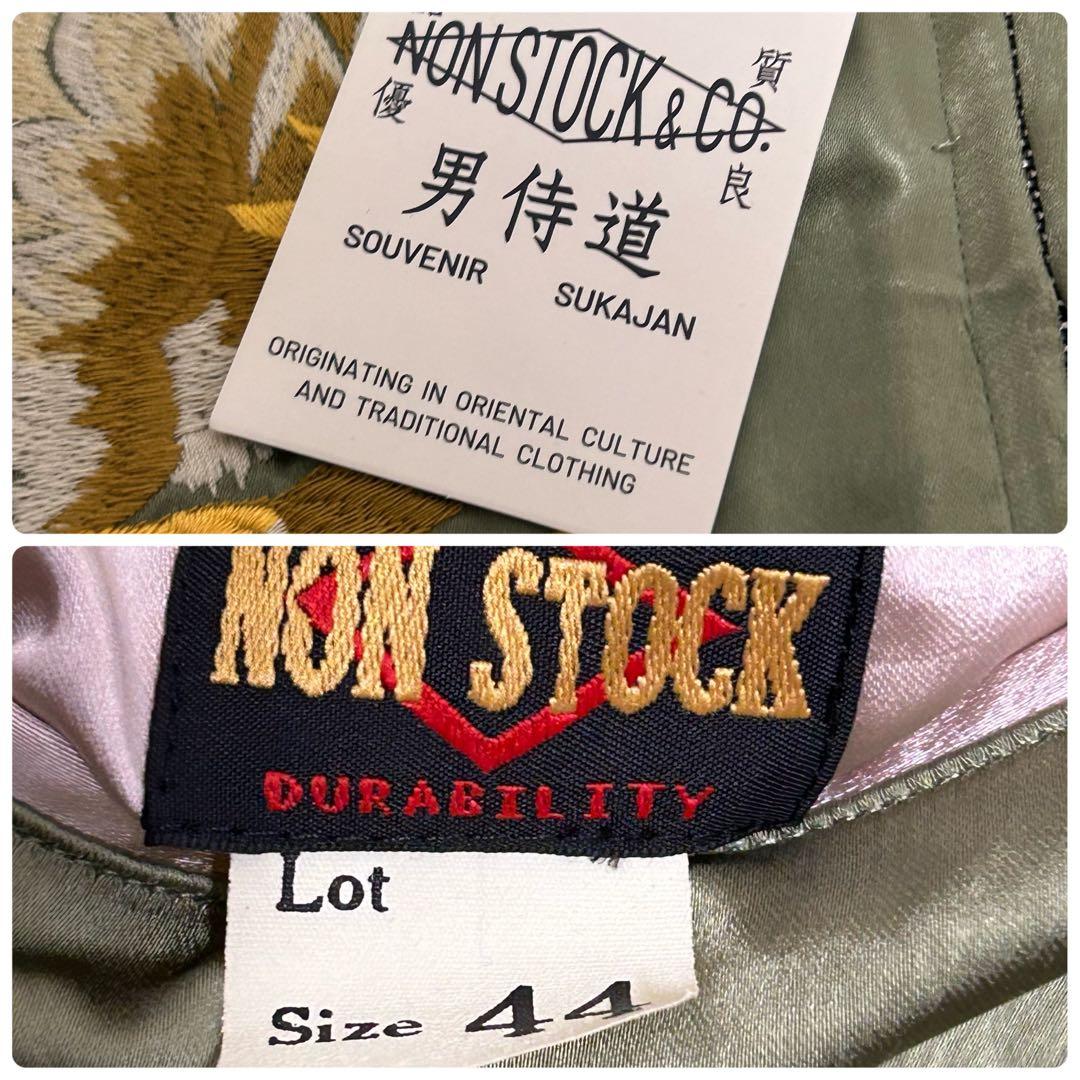 NON STOCK & CO.
質
優
良
男侍道
SOUVENIR SUKAJAN
ORIGINATING IN ORIENTAL CULTURE
AND TRADITIONAL CLOTHING
NON STOCK
DURABILITY
Lot
Size 44